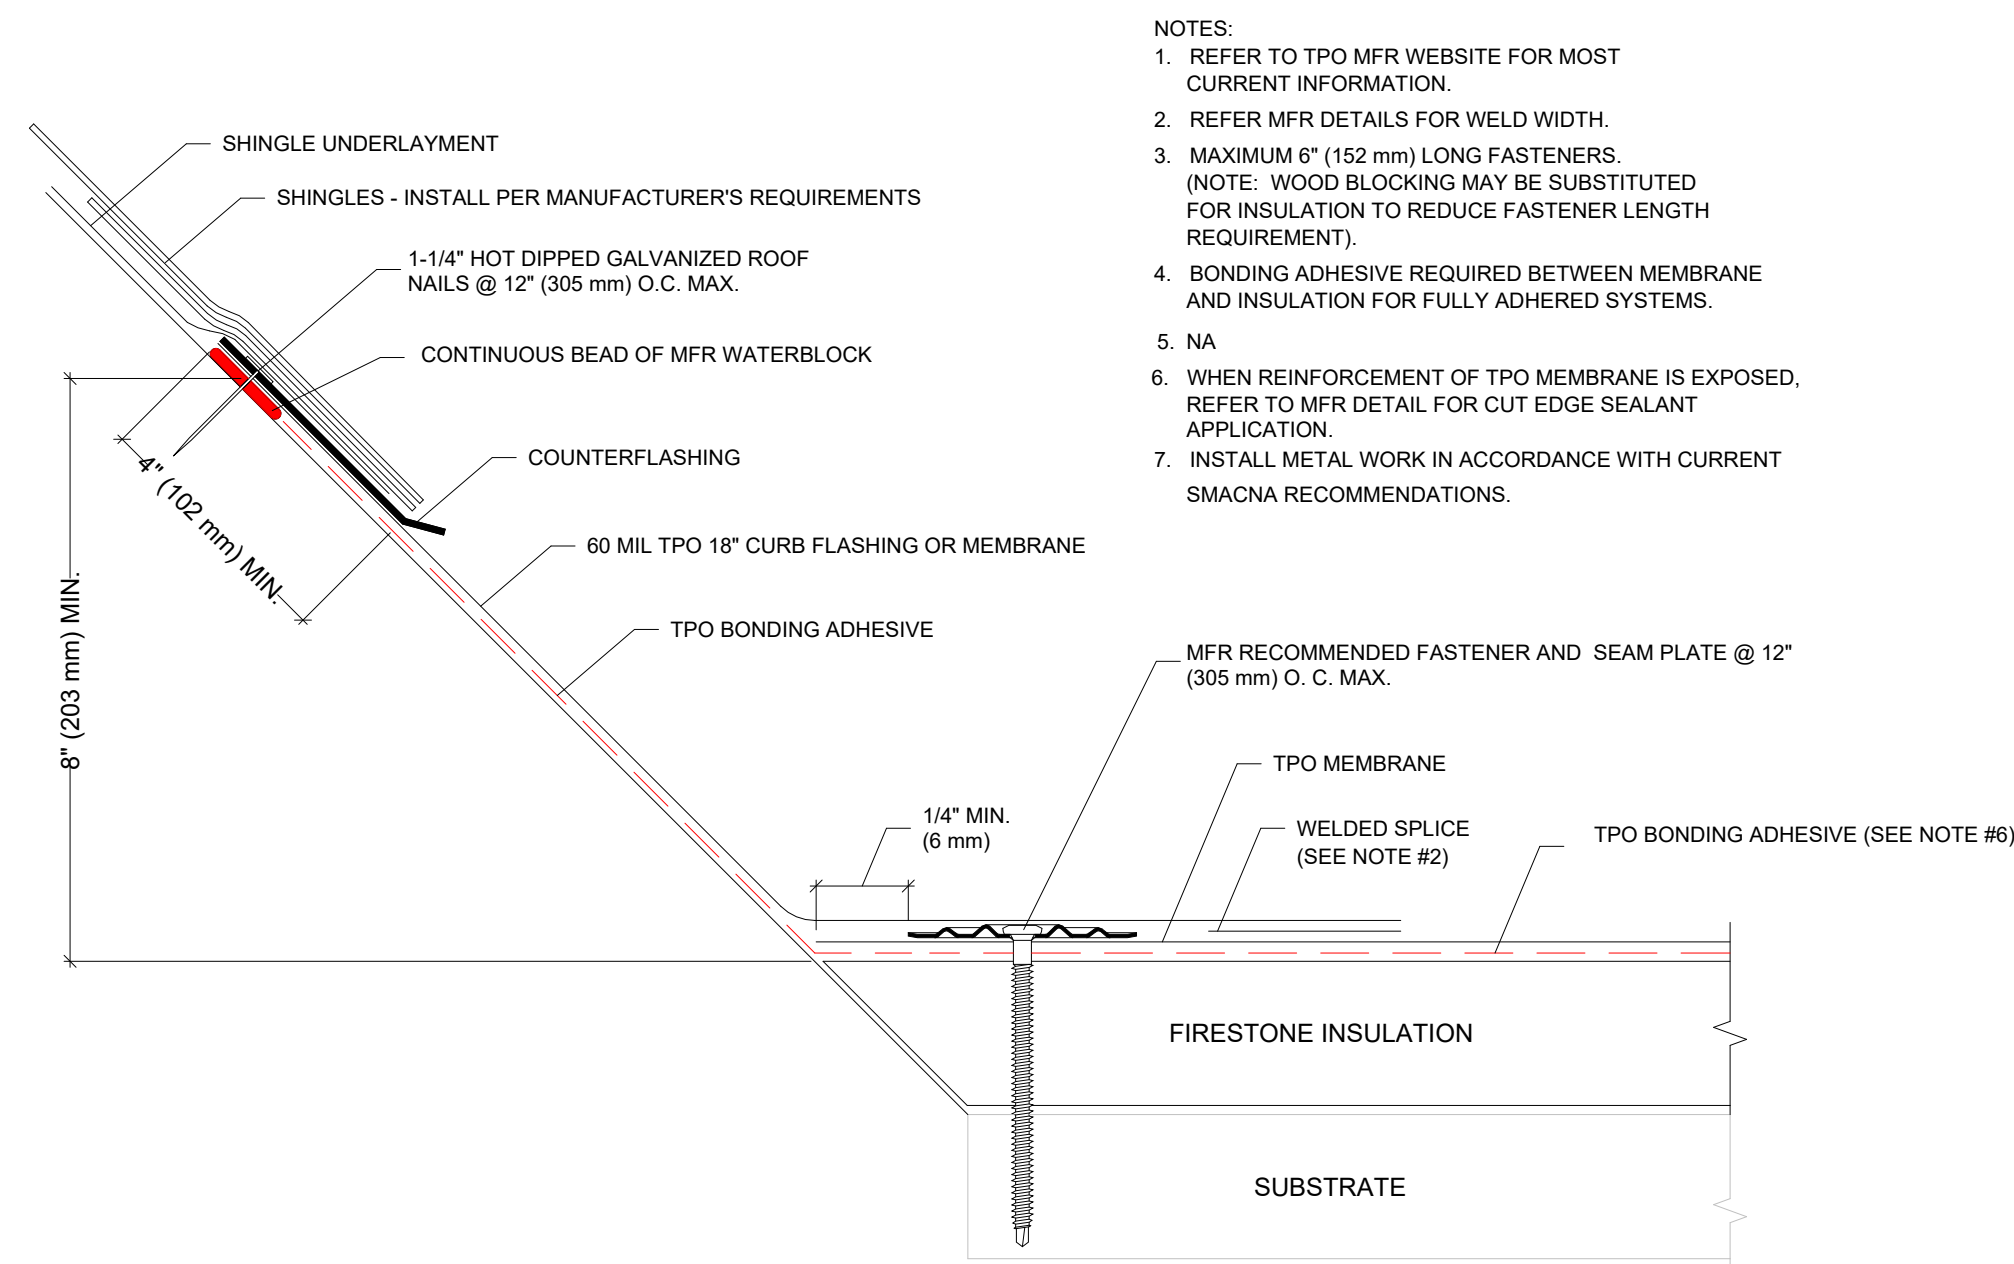 NOTES:
1. REFER TO TPO MFR WEBSITE FOR MOST
CURRENT INFORMATION.
2. REFER MFR DETAILS FOR WELD WIDTH.
3. MAXIMUM 6" (152 mm) LONG FASTENERS.
(NOTE: WOOD BLOCKING MAY BE SUBSTITUTED
FOR INSULATION TO REDUCE FASTENER LENGTH
REQUIREMENT).
4. BONDING ADHESIVE REQUIRED BETWEEN MEMBRANE
AND INSULATION FOR FULLY ADHERED SYSTEMS.
5. NA
6. WHEN REINFORCEMENT OF TPO MEMBRANE IS EXPOSED,
REFER TO MFR DETAIL FOR CUT EDGE SEALANT
APPLICATION.
7. INSTALL METAL WORK IN ACCORDANCE WITH CURRENT
SMACNA RECOMMENDATIONS.
SHINGLE UNDERLAYMENT
SHINGLES - INSTALL PER MANUFACTURER'S REQUIREMENTS
1-1/4" HOT DIPPED GALVANIZED ROOF
NAILS @ 12" (305 mm) O.C. MAX.
CONTINUOUS BEAD OF MFR WATERBLOCK
COUNTERFLASHING
4" (102 mm) MIN.
60 MIL TPO 18" CURB FLASHING OR MEMBRANE
8" (203 mm) MIN.
TPO BONDING ADHESIVE
MFR RECOMMENDED FASTENER AND SEAM PLATE @ 12"
(305 mm) O. C. MAX.
TPO MEMBRANE
1/4" MIN.
(6 mm)
WELDED SPLICE
(SEE NOTE #2)
TPO BONDING ADHESIVE (SEE NOTE #6)
FIRESTONE INSULATION
SUBSTRATE